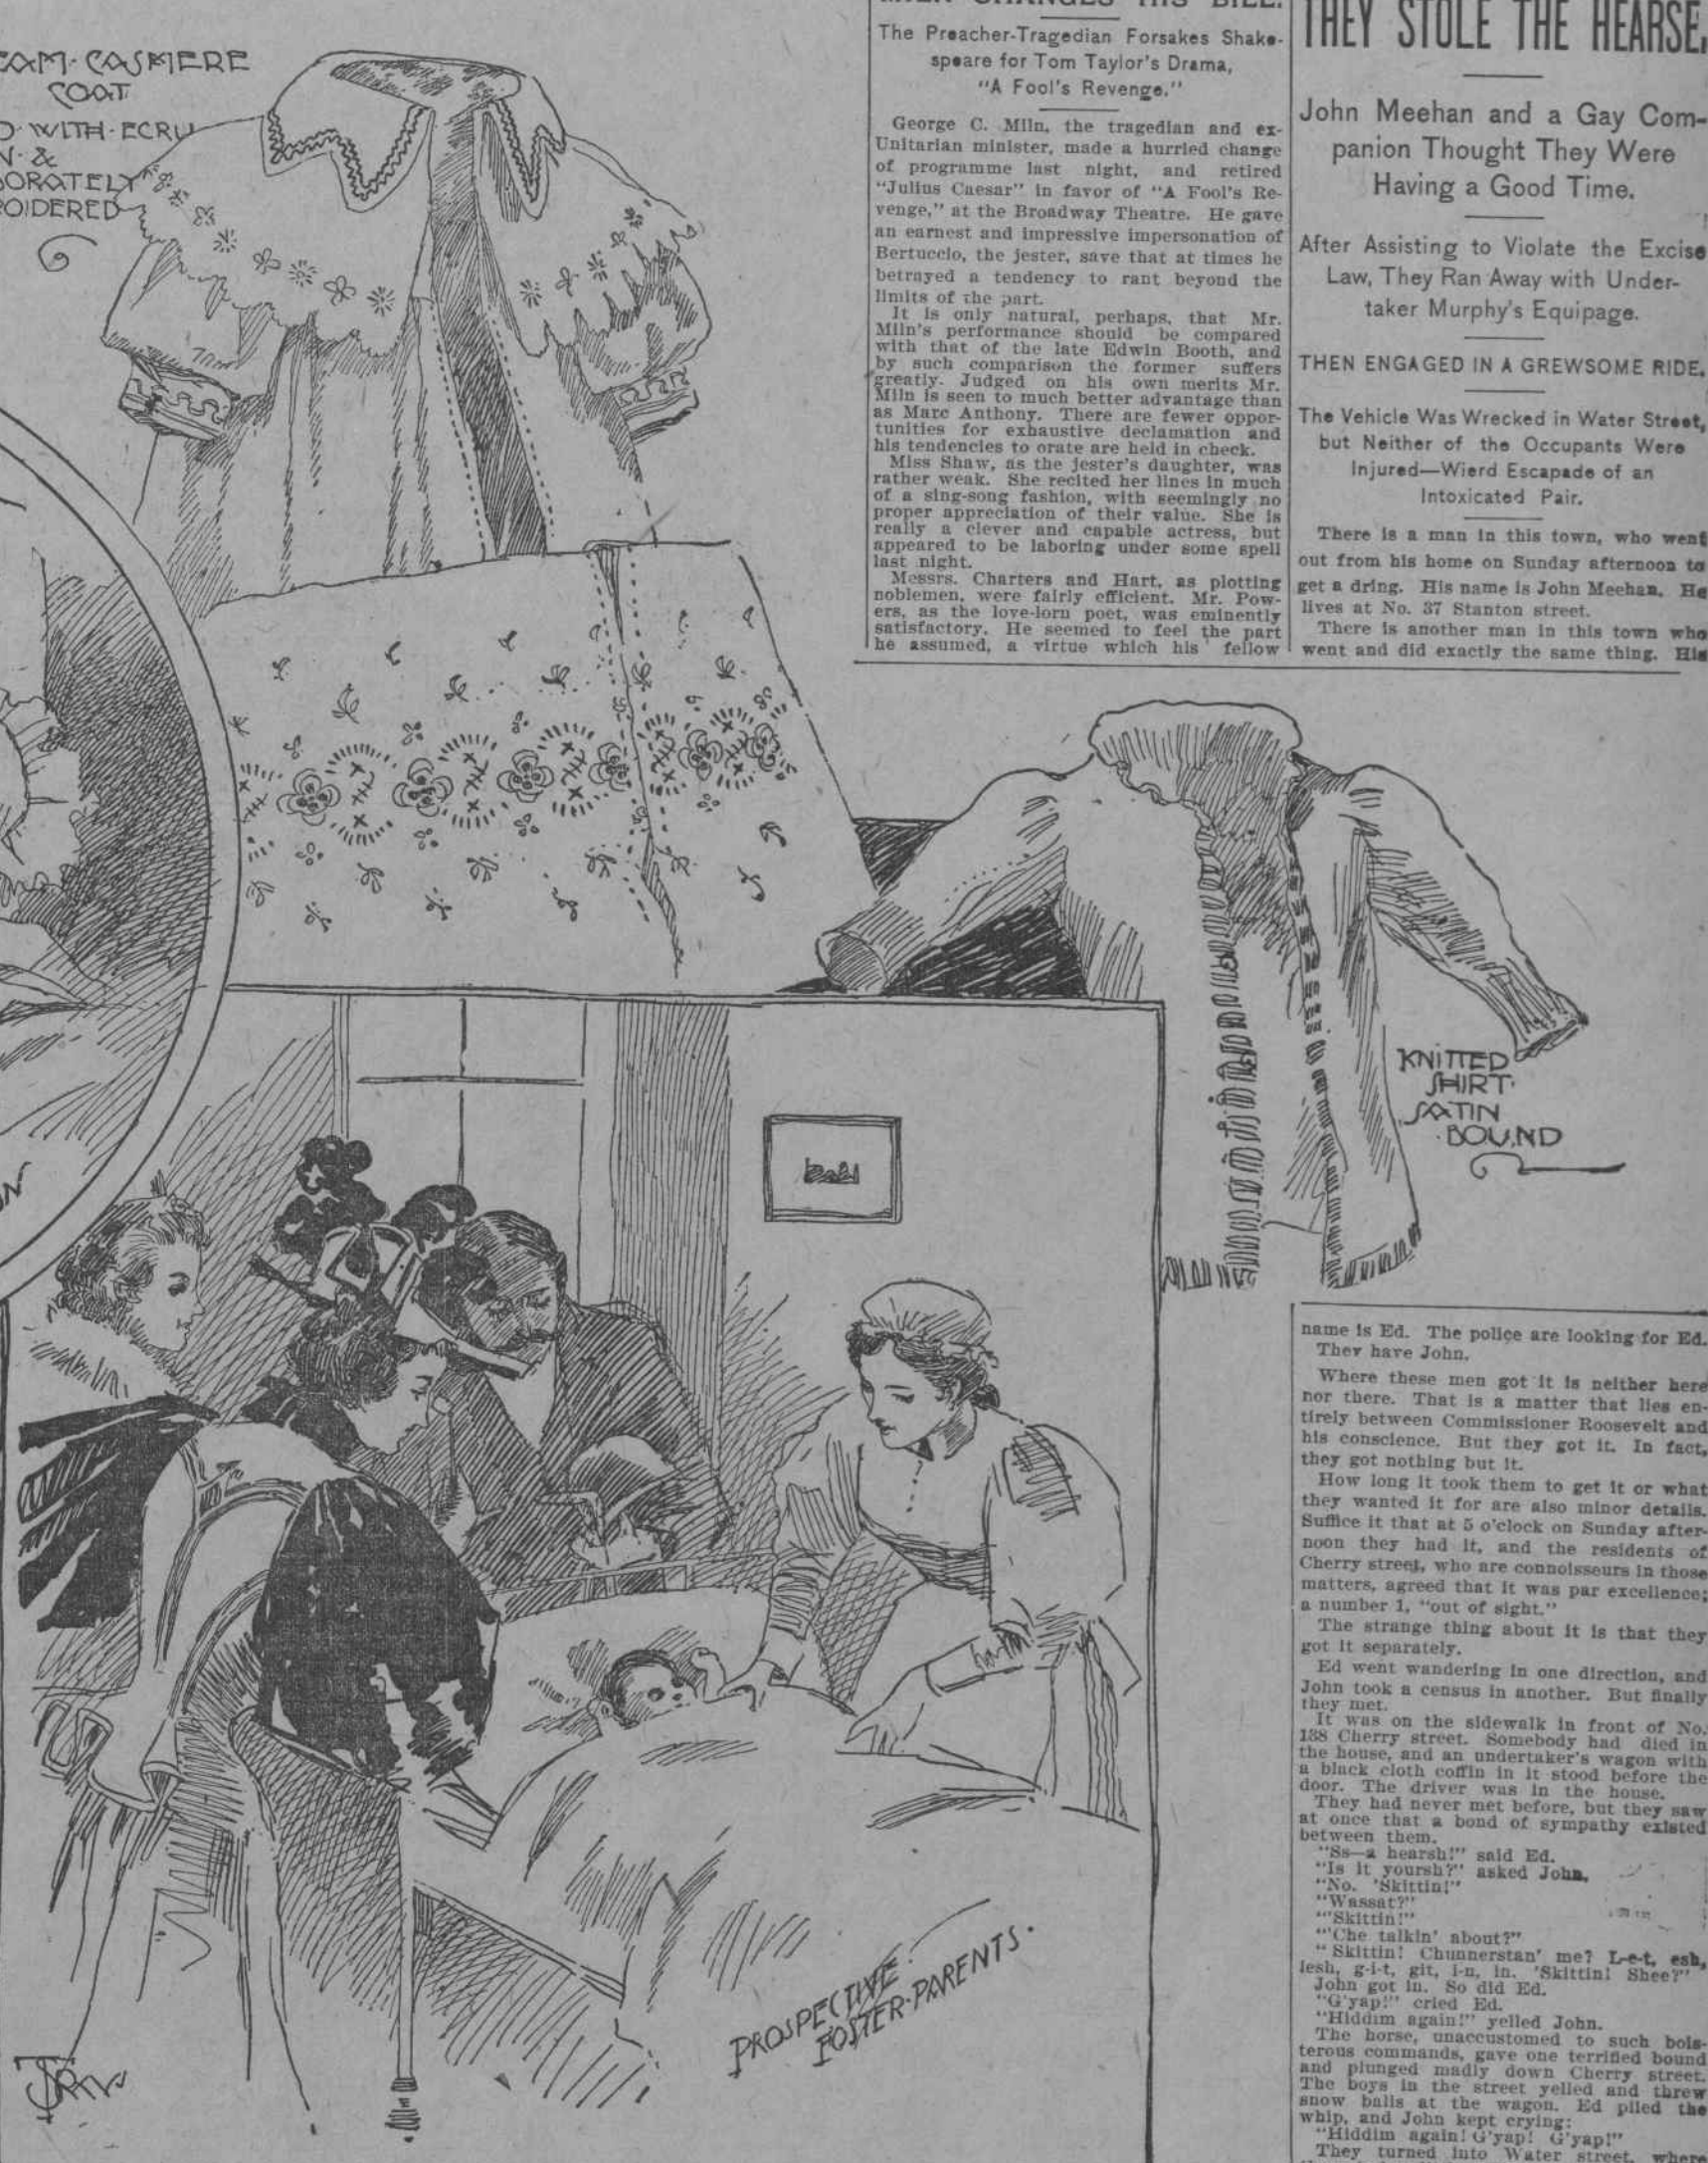 CASMERE
COAT
WITH ECRU
&
The Preacher-Tragedian Forsakes Shake-
speare for Tom Taylor's Drama,
"A Fool's Revenge."
George C. Miln, the tragedian and ex-
Unitarian minister, made a hurried change
of programme last night, and retired
"Julius Caesar" in favor of "A Fool's Re-
venge," at the Broadway Theatre. He gave
an earnest and impressive impersonation of
Bertuccio, the jester, save that at times he
betrayed a tendency to rant beyond the
limits of the part.
It is only natural, perhaps, that Mr.
Miln's performance should be compared
with that of the late Edwin Booth, and
by such comparison the former suffers
greatly. Judged on his own merits Mr.
Miln is seen to much better advantage than
as Marc Anthony. There are fewer oppor-
tunities for exhaustive declamation and
his tendencies to orate are held in check.
Miss Shaw, as the jester's daughter, was
rather weak. She recited her lines in much
of a sing-song fashion, with seemingly no
proper appreciation of their value. She is
really a clever and capable actress, but
appeared to be laboring under some spell
last night.
Messrs. Charters and Hart, as plotting
noblemen, were fairly efficient. Mr. Pow-
ers, as the love-lorn poet, was eminently
satisfactory. He seemed to feel the part
he assumed, a virtue which his fellow
THEY STOLE THE HEARSE.
John Meehan and a Gay Com-
panion Thought They Were
Having a Good Time.
After Assisting to Violate the Excise
Law, They Ran Away with Under-
taker Murphy's Equipage.
THEN ENGAGED IN A GREWSOME RIDE.
The Vehicle Was Wrecked in Water Street,
but Neither of the Occupants Were
Injured—Wierd Escapade of an
Intoxicated Pair.
There is a man in this town, who went
out from his home on Sunday afternoon to
get a dring. His name is John Meehan. He
lives at No. 37 Stanton street.
There is another man in this town who
went and did exactly the same thing. His
KNITTED
SHIRT
SATIN
BOUND
name is Ed. The police are looking for Ed.
They have John.
Where these men got it is neither here
nor there. That is a matter that lies en-
tirely between Commissioner Roosevelt and
his conscience. But they got it. In fact,
they got nothing but it.
How long it took them to get it or what
they wanted it for are also minor details.
Suffice it that at 5 o'clock on Sunday after-
noon they had it, and the residents of
Cherry street, who are connoisseurs in those
matters, agreed that it was par excellence;
a number 1, "out of sight."
The strange thing about it is that they
got it separately.
Ed went wandering in one direction, and
John took a census in another. But finally
they met.
It was on the sidewalk in front of No.
138 Cherry street. Somebody had died in
the house, and an undertaker's wagon with
a black cloth coffin in it stood before the
door. The driver was in the house.
They had never met before, but they saw
at once that a bond of sympathy existed
between them.
"Ss—a hearsh!" said Ed.
"Is it yoursh?" asked John.
"No. 'Skittin!"
"Wassat?"
"'Skittin!"
"'Che talkin' about?"
"Skittin! Chunnerstan' me? L-e-t, esh,
lesh, g-i-t, git, i-n, in. 'Skittin! Shee?"
John got in. So did Ed.
"G'yap!" cried Ed.
"Hiddim again!" yelled John.
The horse, unaccustomed to such bois-
terous commands, gave one terrified bound
and plunged madly down Cherry street.
The boys in the street yelled and threw
snow balls at the wagon. Ed plied the
whip, and John kept crying:
"Hiddim again! G'yap! G'yap!"
They turned into Water street, where
PROSPECTIVE
FOSTER-PARENTS.